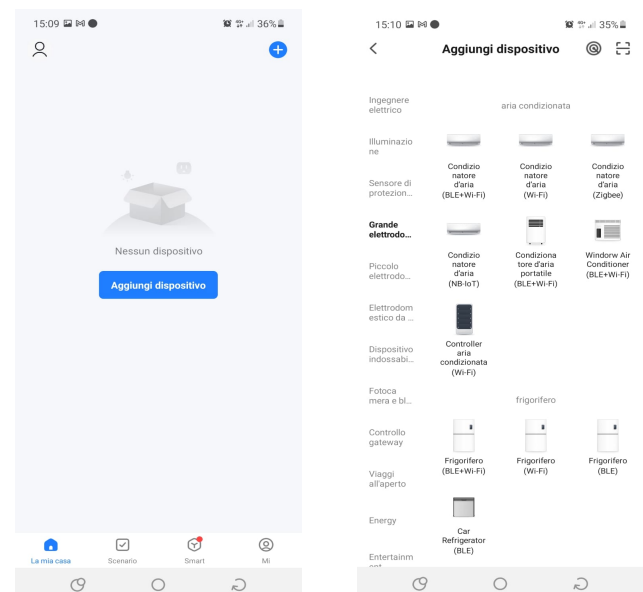 15:09
36%
Nessun dispositivo
Aggiungi dispositivo
La mia casa
Scenario
Smart
Mi
15:10
35%
Aggiungi dispositivo
Ingegnere
elettrico
Illuminazio
ne
Sensore di
protezion...
Grande
elettrodo...
Piccolo
elettrodo...
Elettrodom
estico da ...
Dispositivo
indossabi...
Fotoca
mera e bl...
Controllo
gateway
Viaggi
all'aperto
Energy
Entertainm
aria condizionata
Condizio
natore
d'aria
(BLE+Wi-Fi)
Condizio
natore
d'aria
(Wi-Fi)
Condizio
natore
d'aria
(Zigbee)
Condizio
natore
d'aria
(NB-IoT)
Condiziona
tore d'aria
portatile
(BLE+Wi-Fi)
Windorw Air
Conditioner
(BLE+Wi-Fi)
Controller
aria
condizionata
(Wi-Fi)
frigorifero
Frigorifero
(BLE+Wi-Fi)
Frigorifero
(Wi-Fi)
Frigorifero
(BLE)
Car
Refrigerator
(BLE)